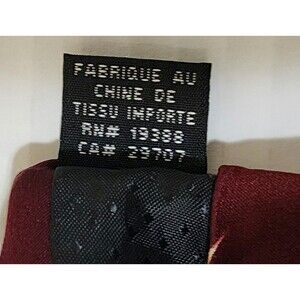 FABRIQUE AU
CHINE DE
TISSU IMPORTE
RN# 19388
CA# 29707